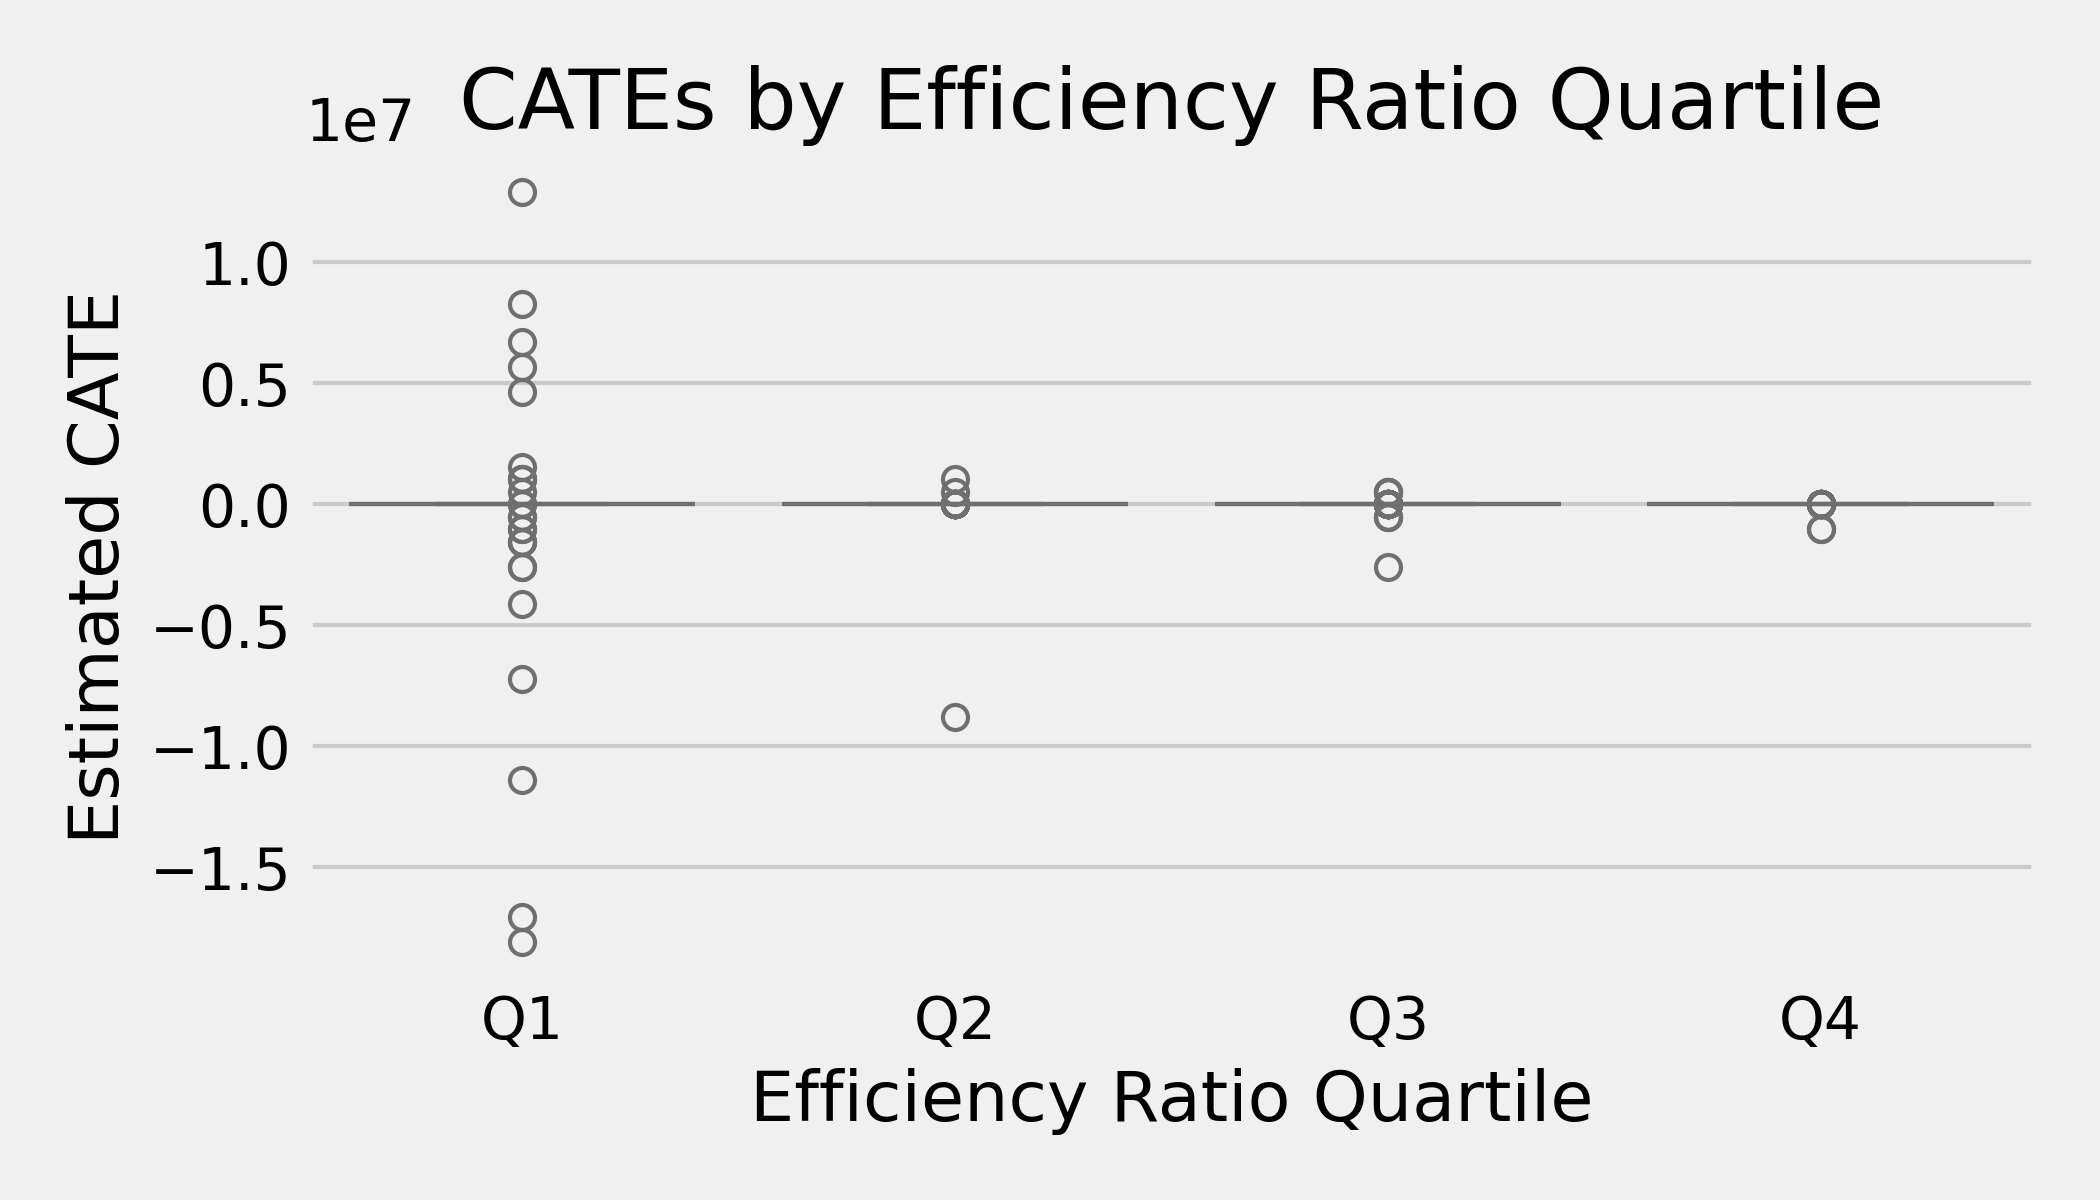 CATEs by Efficiency Ratio Quartile
1e7
Estimated CATE
1.0
0.5
0.0
−0.5
−1.0
−1.5
Q1 Q2 Q3 Q4
Efficiency Ratio Quartile